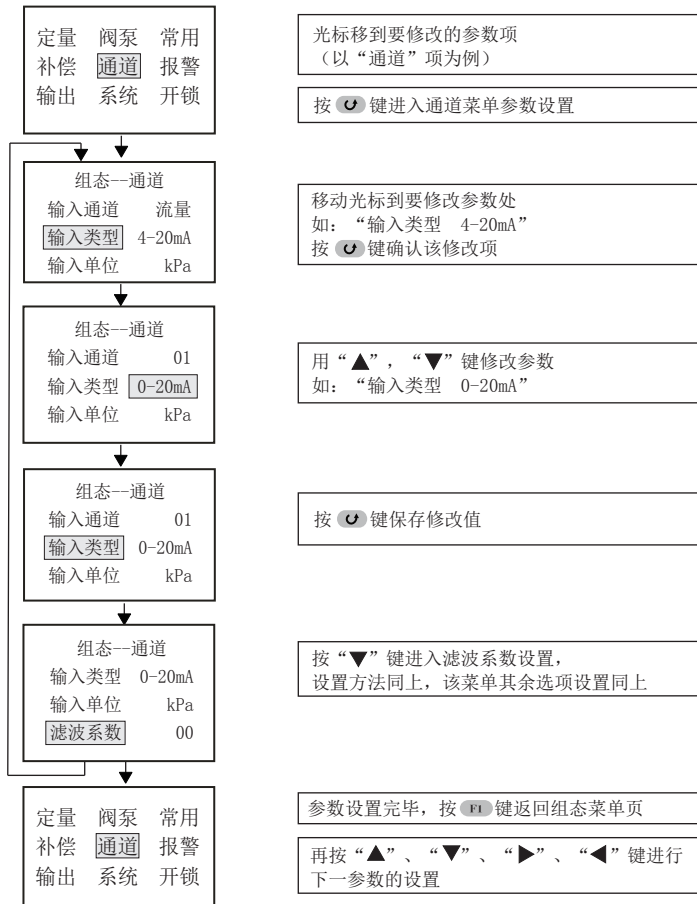 定量 阀泵 常用
补偿 通道 报警
输出 系统 开锁
光标移到要修改的参数项
（以“通道”项为例）
按 键进入通道菜单参数设置
组态--通道
输入通道 流量
输入类型 4-20mA
输入单位 kPa
移动光标到要修改参数处
如：“输入类型 4-20mA”
按 键确认该修改项
组态--通道
输入通道 01
输入类型 0-20mA
输入单位 kPa
用“▲”，“▼”键修改参数
如：“输入类型 0-20mA”
组态--通道
输入通道 01
输入类型 0-20mA
输入单位 kPa
按 键保存修改值
组态--通道
输入类型 0-20mA
输入单位 kPa
滤波系数 00
按“▼”键进入滤波系数设置，
设置方法同上，该菜单其余选项设置同上
定量 阀泵 常用
补偿 通道 报警
输出 系统 开锁
参数设置完毕，按 F1 键返回组态菜单页
再按“▲”、“▼”、“▶”、“◀”键进行
下一参数的设置